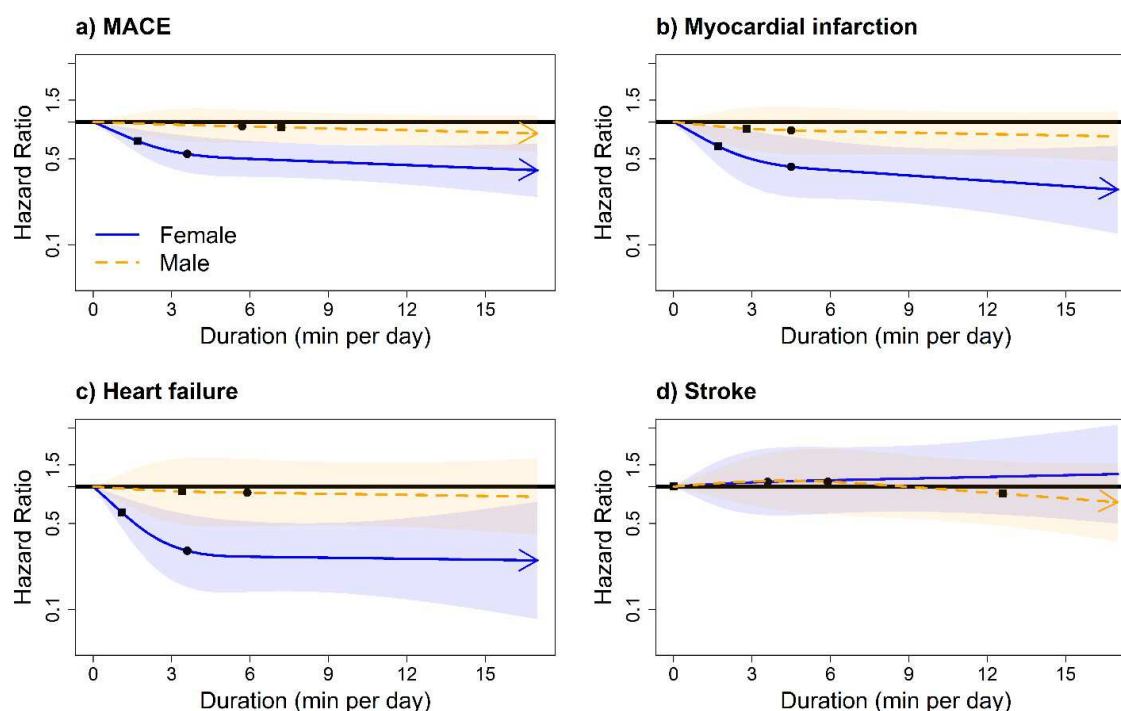 a) MACE
Hazard Ratio
1.5
0.5
0.1
Female
Male
0 3 6 9 12 15
Duration (min per day)
b) Myocardial infarction
Hazard Ratio
1.5
0.5
0.1
0 3 6 9 12 15
Duration (min per day)
c) Heart failure
Hazard Ratio
1.5
0.5
0.1
0 3 6 9 12 15
Duration (min per day)
d) Stroke
Hazard Ratio
1.5
0.5
0.1
0 3 6 9 12 15
Duration (min per day)